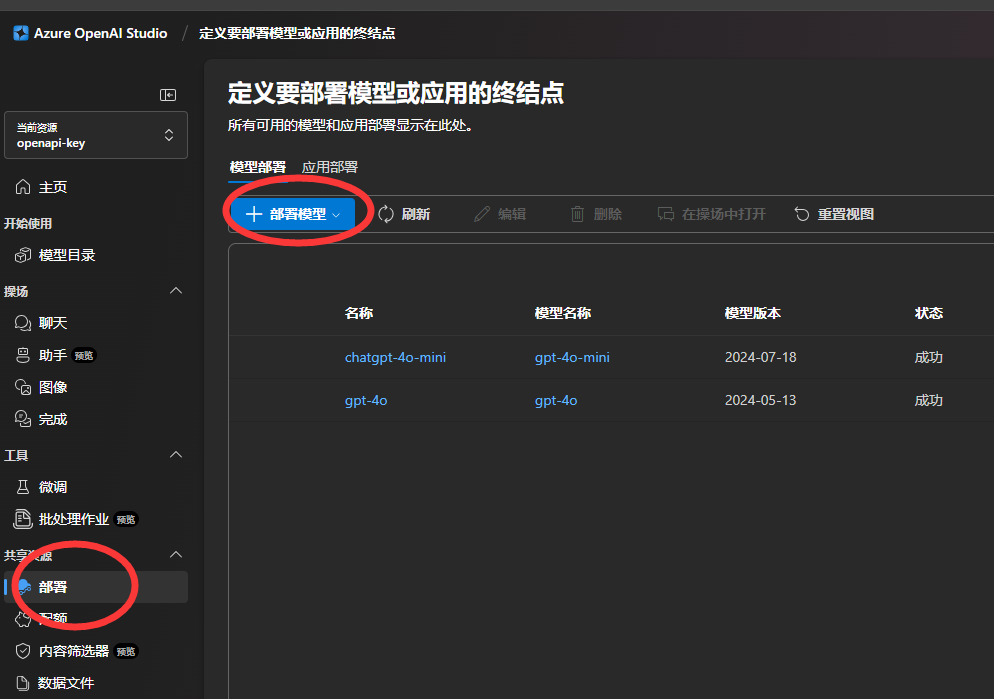 Azure OpenAI Studio / 定义要部署模型或应用的终结点
当前资源
openapi-key
主页
开始使用
模型目录
操场
聊天
助手 预览
图像
完成
工具
微调
批处理作业 预览
共享资源
部署
配额
内容筛选器 预览
数据文件
定义要部署模型或应用的终结点
所有可用的模型和应用部署显示在此处。
模型部署 应用部署
部署模型 刷新 编辑 删除 在操场中打开 重置视图
名称 模型名称 模型版本 状态
chatgpt-4o-mini gpt-4o-mini 2024-07-18 成功
gpt-4o gpt-4o 2024-05-13 成功